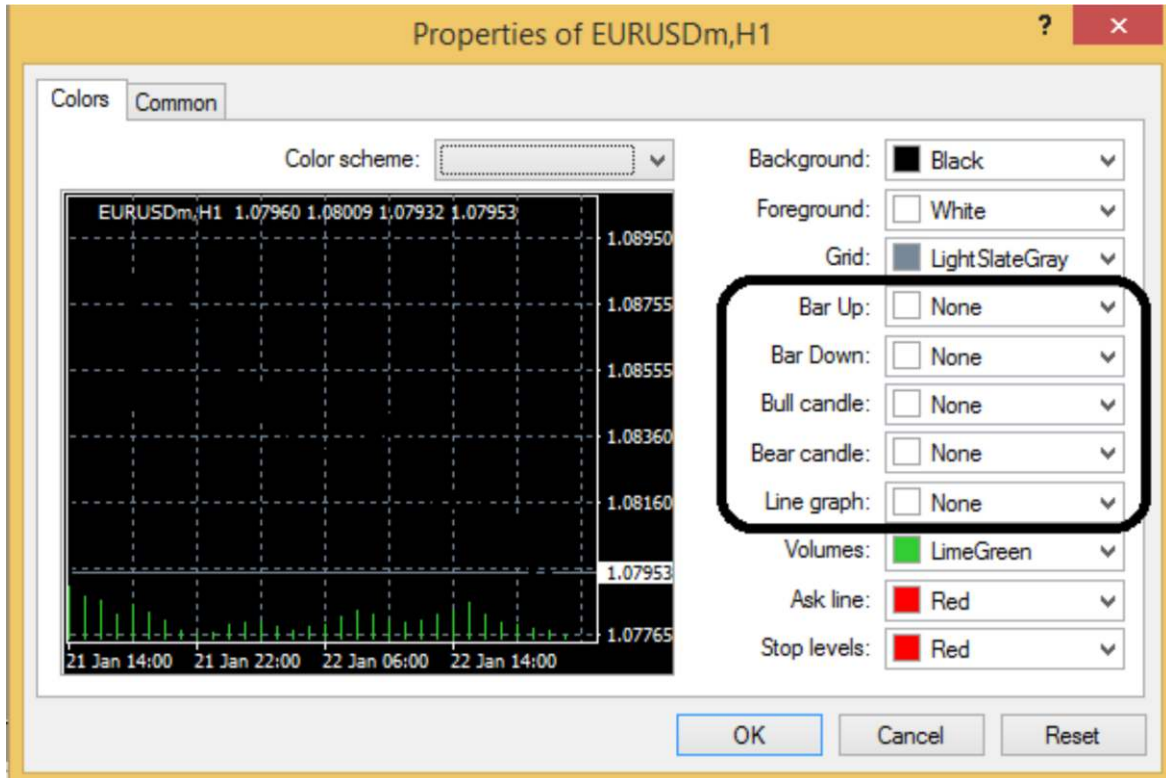 Properties of EURUSDm,H1
?
Colors
Common
Color scheme:
EURUSDm,H1 1.07960 1.08009 1.07932 1.07953
1.08950
1.08755
1.08555
1.08360
1.08160
1.07953
1.07765
21 Jan 14:00 21 Jan 22:00 22 Jan 06:00 22 Jan 14:00
Background: Black
Foreground: White
Grid: LightSlateGray
Bar Up: None
Bar Down: None
Bull candle: None
Bear candle: None
Line graph: None
Volumes: LimeGreen
Ask line: Red
Stop levels: Red
OK
Cancel
Reset